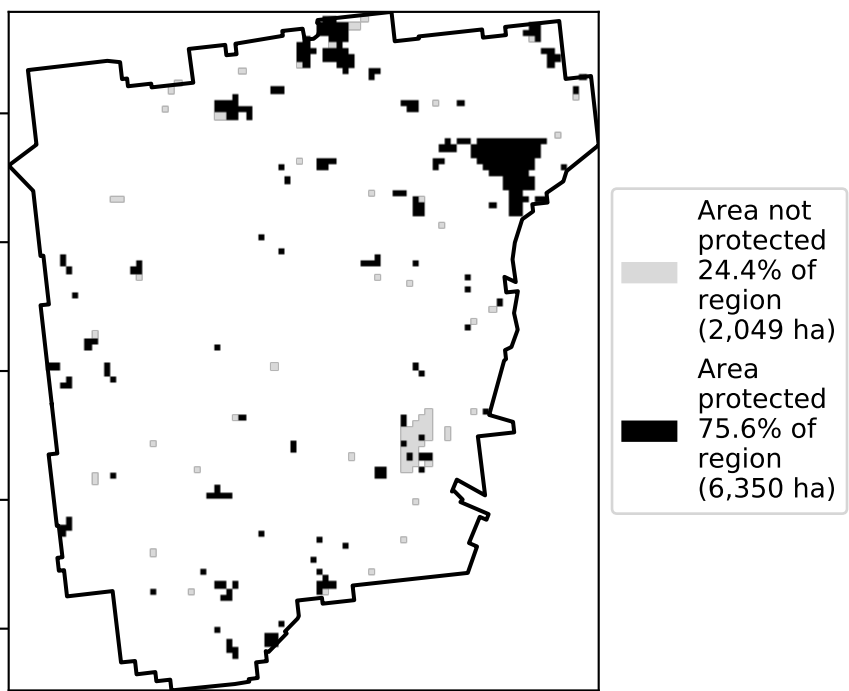 Area not
protected
24.4% of
region
(2,049 ha)
Area
protected
75.6% of
region
(6,350 ha)